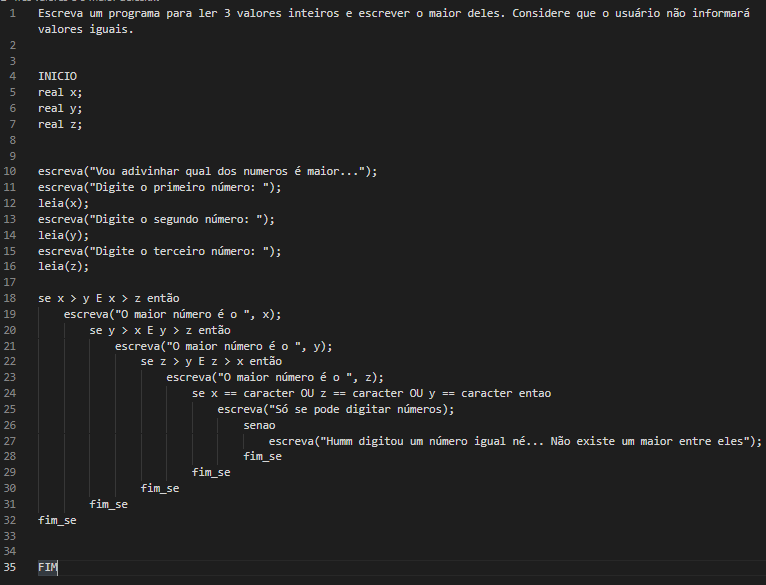 1 Escreva um programa para ler 3 valores inteiros e escrever o maior deles. Considere que o usuário não informará
valores iguais.
2
3
4 INICIO
5 real x;
6 real y;
7 real z;
8
9
10 escreva("Vou adivinhar qual dos numeros é maior...");
11 escreva("Digite o primeiro número: ");
12 leia(x);
13 escreva("Digite o segundo número: ");
14 leia(y);
15 escreva("Digite o terceiro número: ");
16 leia(z);
17
18 se x > y E x > z então
19 escreva("O maior número é o ", x);
20 se y > x E y > z então
21 escreva("O maior número é o ", y);
22 se z > y E z > x então
23 escreva("O maior número é o ", z);
24 se x == caracter OU z == caracter OU y == caracter entao
25 escreva("Só se pode digitar números);
26 senao
27 escreva("Humm digitou um número igual né... Não existe um maior entre eles");
28 fim_se
29 fim_se
30 fim_se
31 fim_se
32 fim_se
33
34
35 FIM